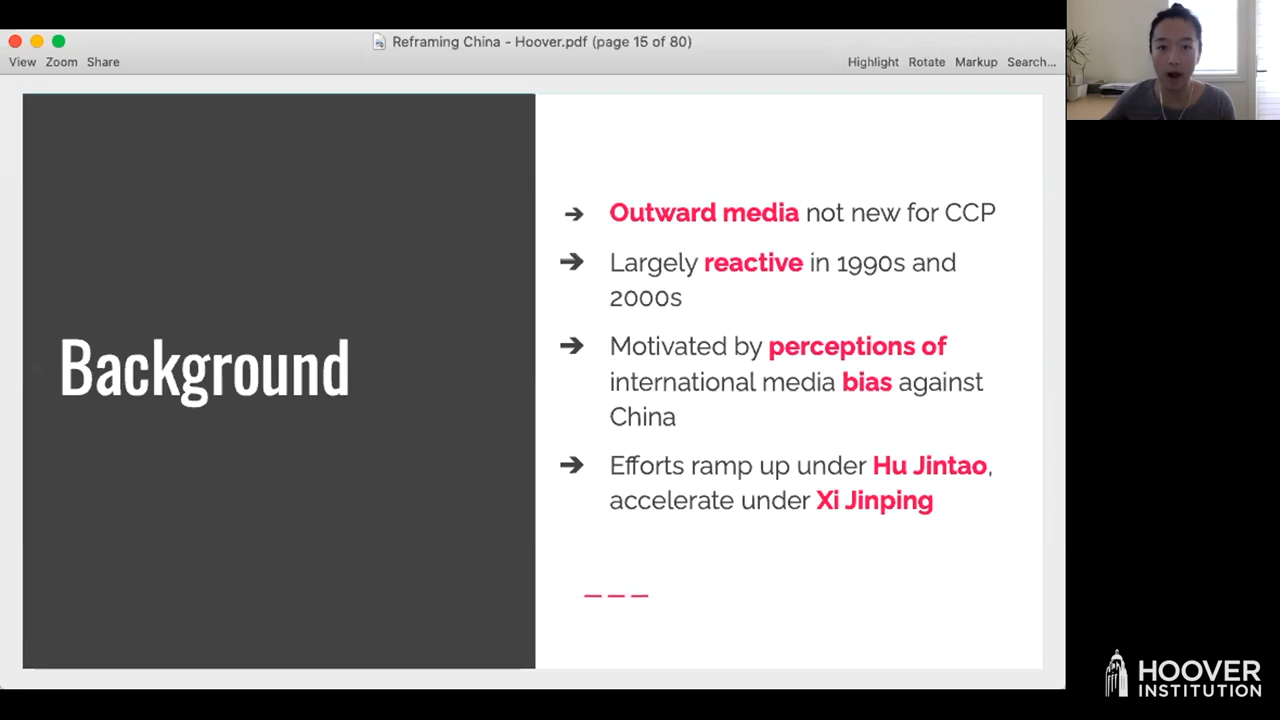 Reframing China - Hoover.pdf (page 15 of 80)
View Zoom Share
Highlight Rotate Markup Search...
Background
➔ Outward media not new for CCP
➔ Largely reactive in 1990s and
2000s
➔ Motivated by perceptions of
international media bias against
China
➔ Efforts ramp up under Hu Jintao,
accelerate under Xi Jinping
HOOVER
INSTITUTION